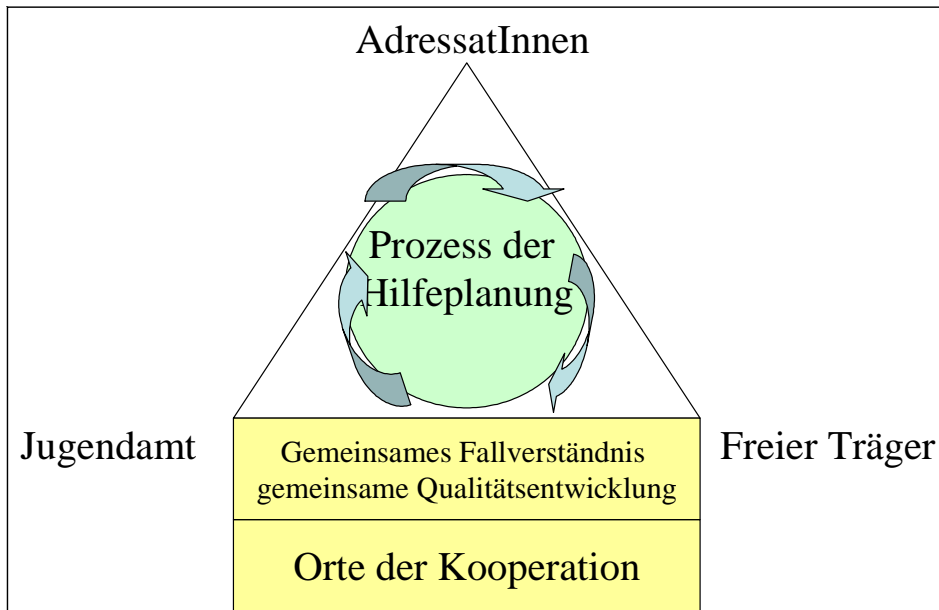 AdressatInnen
Prozess der
Hilfeplanung
Jugendamt
Freier Träger
Gemeinsames Fallverständnis
gemeinsame Qualitätsentwicklung
Orte der Kooperation